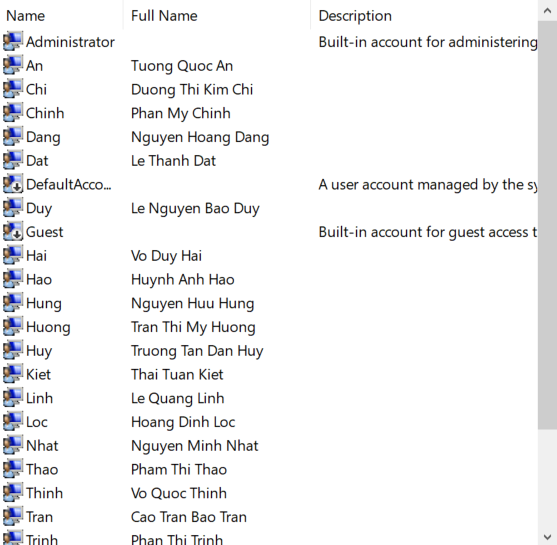 Name Full Name Description
Administrator Built-in account for administering
An Tuong Quoc An
Chi Duong Thi Kim Chi
Chinh Phan My Chinh
Dang Nguyen Hoang Dang
Dat Le Thanh Dat
DefaultAcco... A user account managed by the sy
Duy Le Nguyen Bao Duy
Guest Built-in account for guest access t
Hai Vo Duy Hai
Hao Huynh Anh Hao
Hung Nguyen Huu Hung
Huong Tran Thi My Huong
Huy Truong Tan Dan Huy
Kiet Thai Tuan Kiet
Linh Le Quang Linh
Loc Hoang Dinh Loc
Nhat Nguyen Minh Nhat
Thao Pham Thi Thao
Thinh Vo Quoc Thinh
Tran Cao Tran Bao Tran
Trinh Phan Thi Trinh